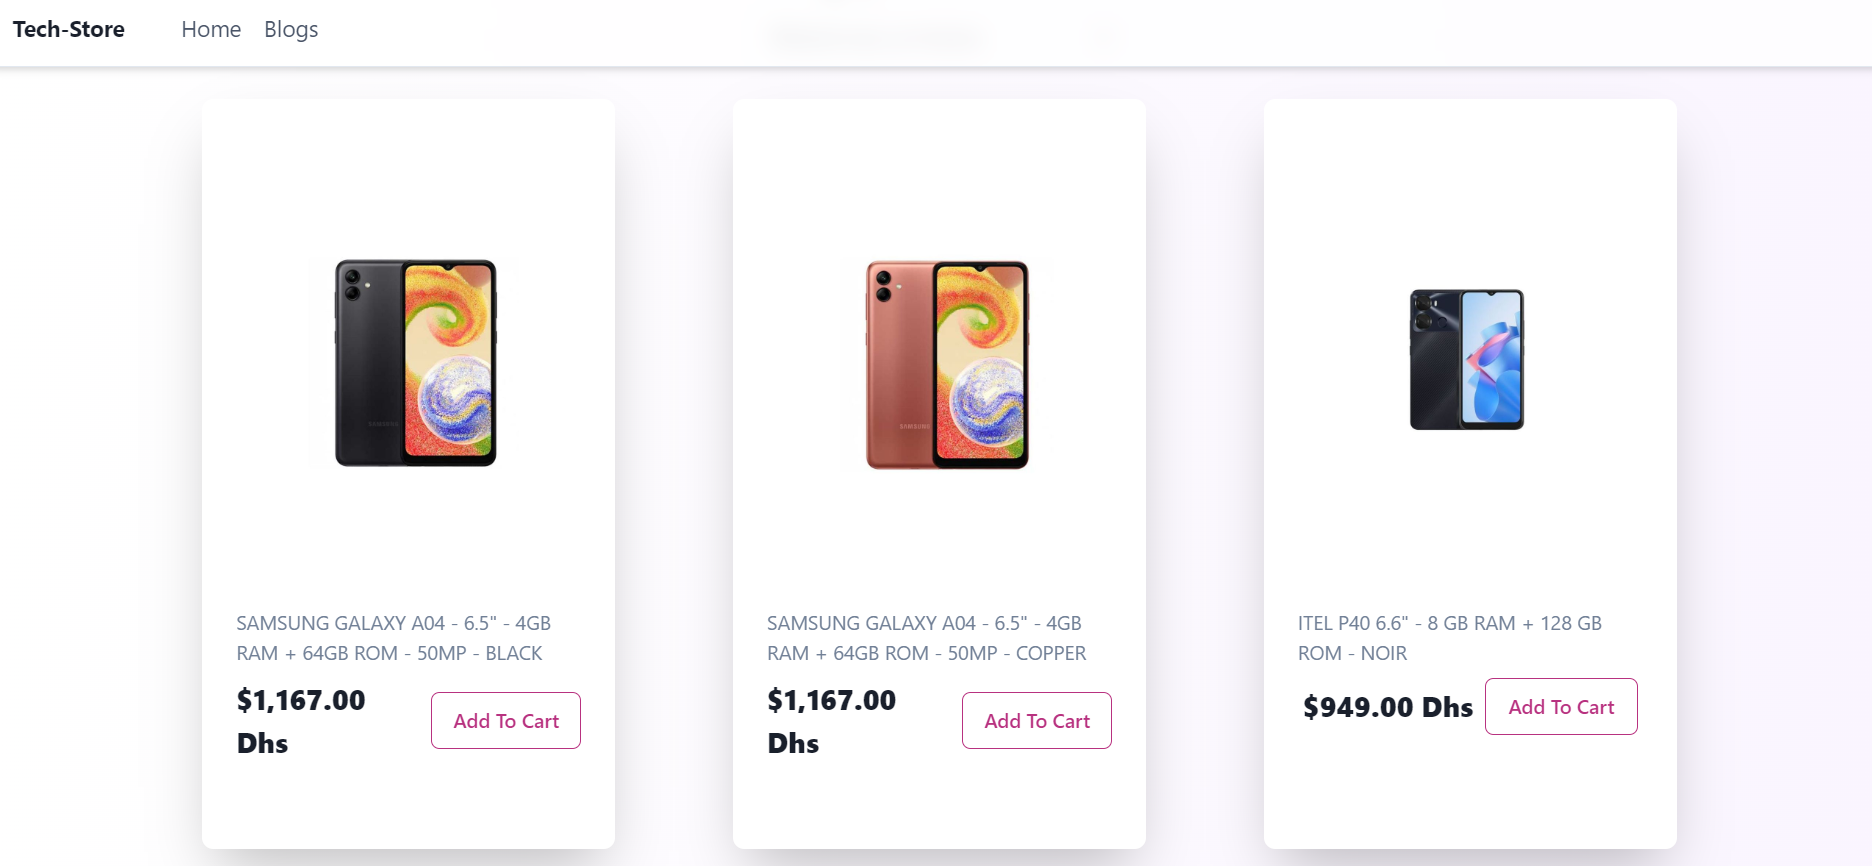 Tech-Store Home Blogs
SAMSUNG GALAXY A04 - 6.5" - 4GB
RAM + 64GB ROM - 50MP - BLACK
$1,167.00
Dhs
Add To Cart
SAMSUNG
SAMSUNG GALAXY A04 - 6.5" - 4GB
RAM + 64GB ROM - 50MP - COPPER
$1,167.00
Dhs
Add To Cart
ITEL P40 6.6" - 8 GB RAM + 128 GB
ROM - NOIR
$949.00 Dhs
Add To Cart